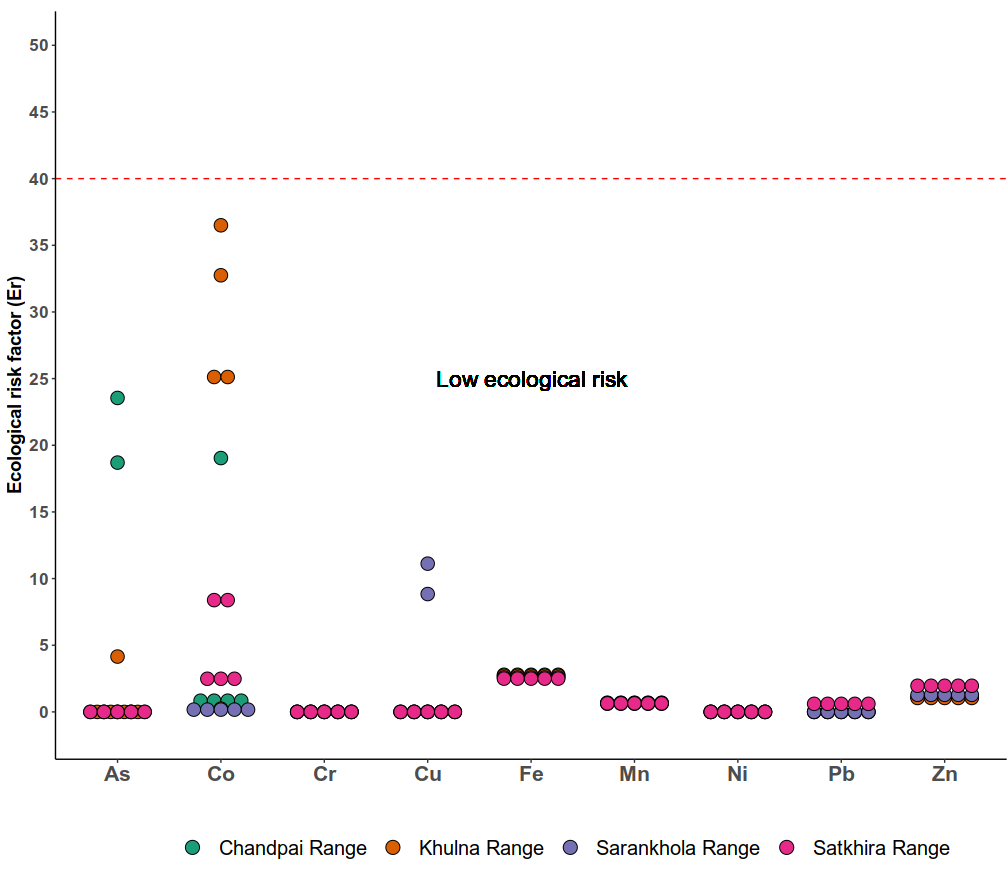 50
45
40
35
30
25
20
15
10
5
0
Ecological risk factor (Er)
Low ecological risk
As Co Cr Cu Fe Mn Ni Pb Zn
Chandpai Range Khulna Range Sarankhola Range Satkhira Range